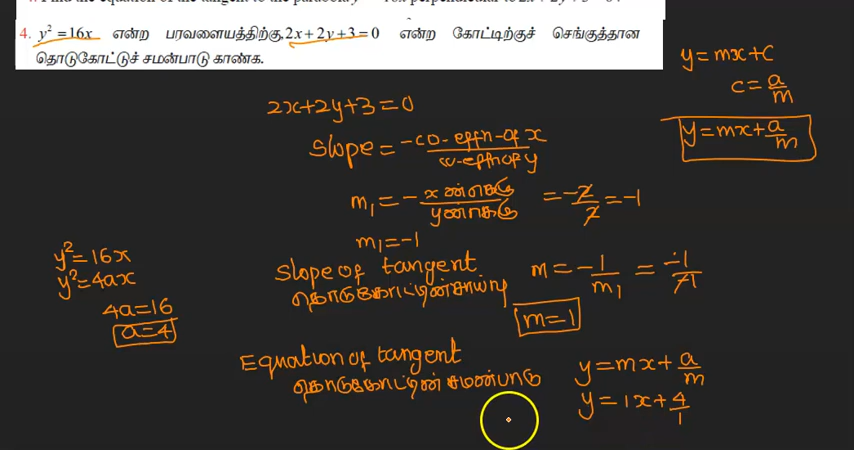 4. y² = 16x என்ற பரவளையத்திற்கு, 2x + 2y + 3 = 0 என்ற கோட்டிற்குச் செங்குத்தான
தொடுகோட்டுச் சமன்பாடு காண்க.
y = mx + c
c = a/m
y = mx + a/m
2x + 2y + 3 = 0
Slope = -co-effn-of x / co-effn of y
m₁ = - x ன் கெழு / y ன் கெழு = -2/2 = -1
m₁ = -1
y² = 16x
y² = 4ax
4a = 16
a = 4
Slope of tangent m = -1/m₁ = -1/-1
தொடுகோட்டின் சாய்வு
m = 1
Equation of tangent
தொடுகோட்டின் சமன்பாடு
y = mx + a/m
y = 1x + 4/1